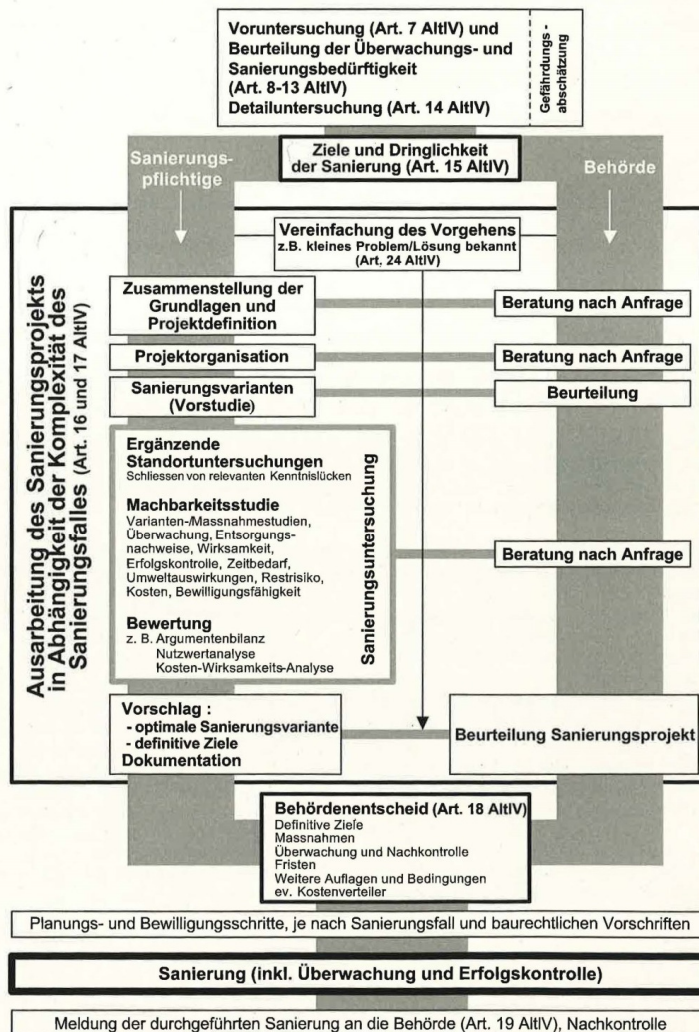 Voruntersuchung (Art. 7 AltlV) und
Beurteilung der Überwachungs- und
Sanierungsbedürftigkeit
(Art. 8-13 AltlV)
Detailuntersuchung (Art. 14 AltlV)
Gefährdungs-
abschätzung
Sanierungs-
pflichtige
Ziele und Dringlichkeit
der Sanierung (Art. 15 AltlV)
Behörde
Ausarbeitung des Sanierungsprojekts
in Abhängigkeit der Komplexität des
Sanierungsfalles (Art. 16 und 17 AltlV)
Vereinfachung des Vorgehens
z.B. kleines Problem/Lösung bekannt
(Art. 24 AltlV)
Zusammenstellung der
Grundlagen und
Projektdefinition
Beratung nach Anfrage
Projektorganisation
Beratung nach Anfrage
Sanierungsvarianten
(Vorstudie)
Beurteilung
Ergänzende
Standortuntersuchungen
Schliessen von relevanten Kenntnislücken
Machbarkeitsstudie
Varianten-/Massnahmestudien,
Überwachung, Entsorgungs-
nachweise, Wirksamkeit,
Erfolgskontrolle, Zeitbedarf,
Umweltauswirkungen, Restrisiko,
Kosten, Bewilligungsfähigkeit
Bewertung
z. B. Argumentenbilanz
Nutzwertanalyse
Kosten-Wirksamkeits-Analyse
Sanierungsuntersuchung
Beratung nach Anfrage
Vorschlag :
- optimale Sanierungsvariante
- definitive Ziele
Dokumentation
Beurteilung Sanierungsprojekt
Behördenentscheid (Art. 18 AltlV)
Definitive Ziele
Massnahmen
Überwachung und Nachkontrolle
Fristen
Weitere Auflagen und Bedingungen
ev. Kostenverteiler
Planungs- und Bewilligungsschritte, je nach Sanierungsfall und baurechtlichen Vorschriften
Sanierung (inkl. Überwachung und Erfolgskontrolle)
Meldung der durchgeführten Sanierung an die Behörde (Art. 19 AltlV), Nachkontrolle